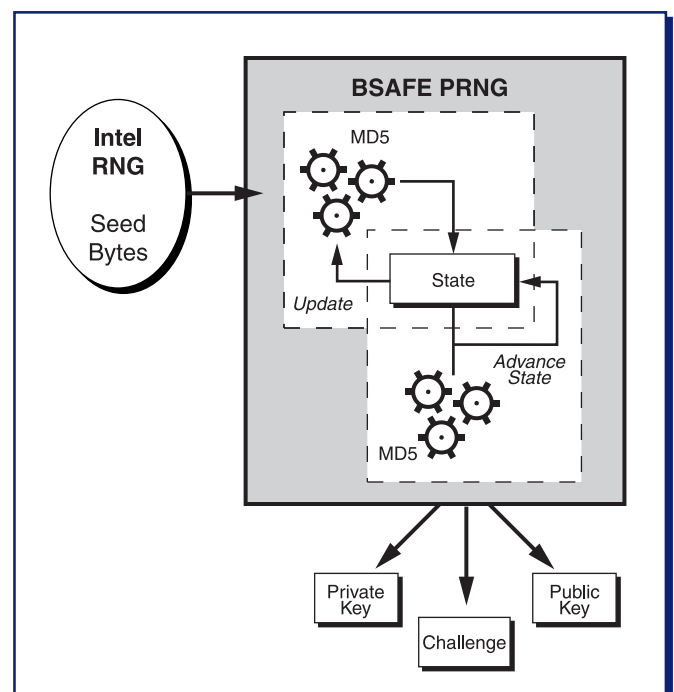 BSAFE PRNG
Intel
RNG
Seed
Bytes
MD5
State
Update
Advance
State
MD5
Private
Key
Challenge
Public
Key